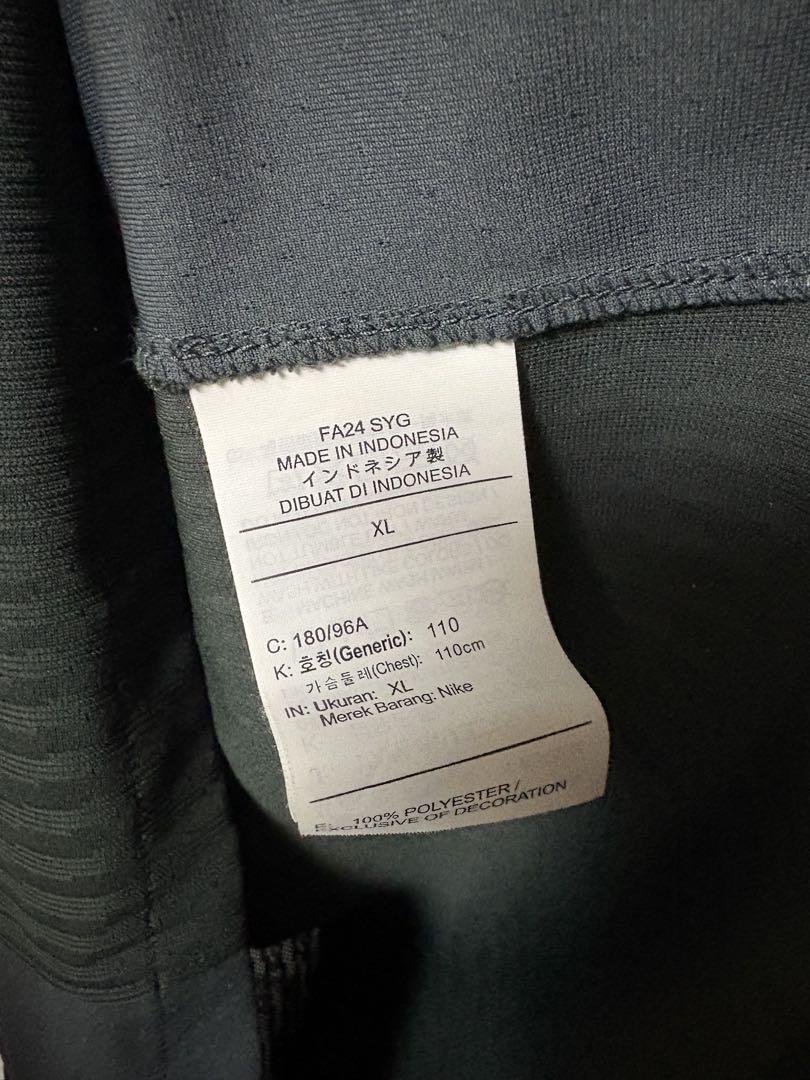 FA24 SYG
MADE IN INDONESIA
インドネシア製
DIBUAT DI INDONESIA
XL
C: 180/96A
K: 호칭(Generic): 110
가슴둘레(Chest): 110cm
IN: Ukuran: XL
Merek Barang: Nike
E: 100% POLYESTER /
EXCLUSIVE OF DECORATION